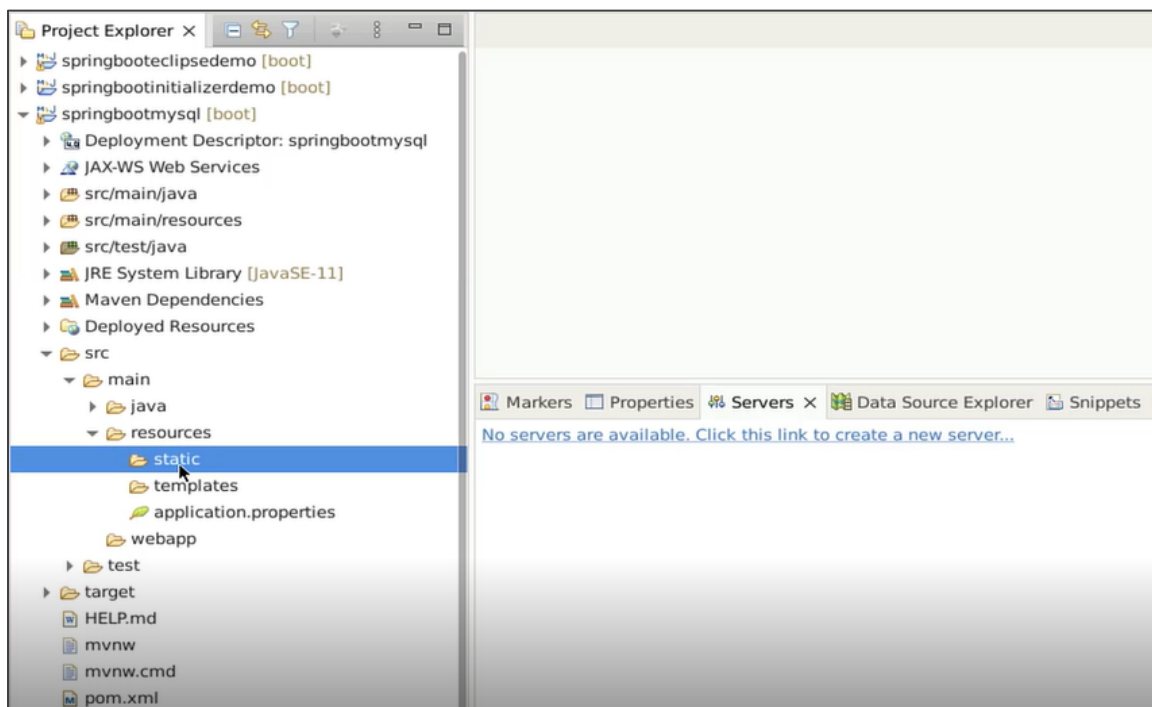 Project Explorer
springbooteclipsedemo [boot]
springbootinitializerdemo [boot]
springbootmysql [boot]
Deployment Descriptor: springbootmysql
JAX-WS Web Services
src/main/java
src/main/resources
src/test/java
JRE System Library [JavaSE-11]
Maven Dependencies
Deployed Resources
src
main
java
resources
static
templates
application.properties
webapp
test
target
HELP.md
mvnw
mvnw.cmd
pom.xml
Markers Properties Servers Data Source Explorer Snippets
No servers are available. Click this link to create a new server...